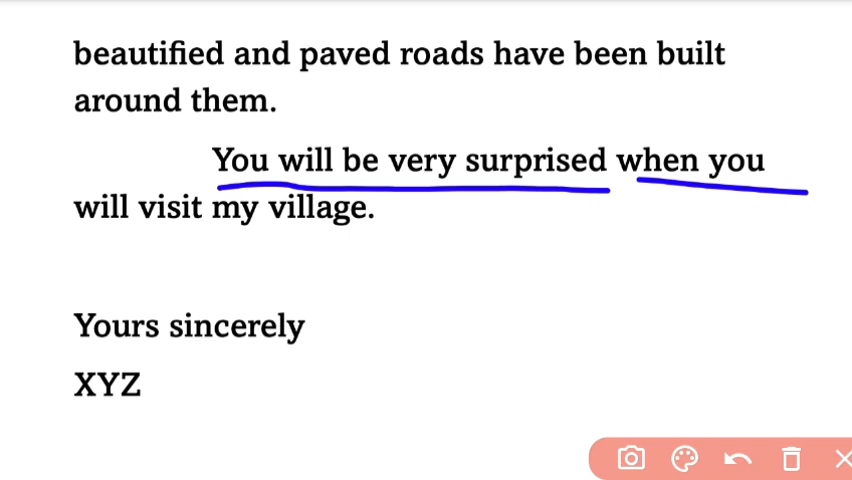 beautified and paved roads have been built
around them.
You will be very surprised when you
will visit my village.
Yours sincerely
XYZ